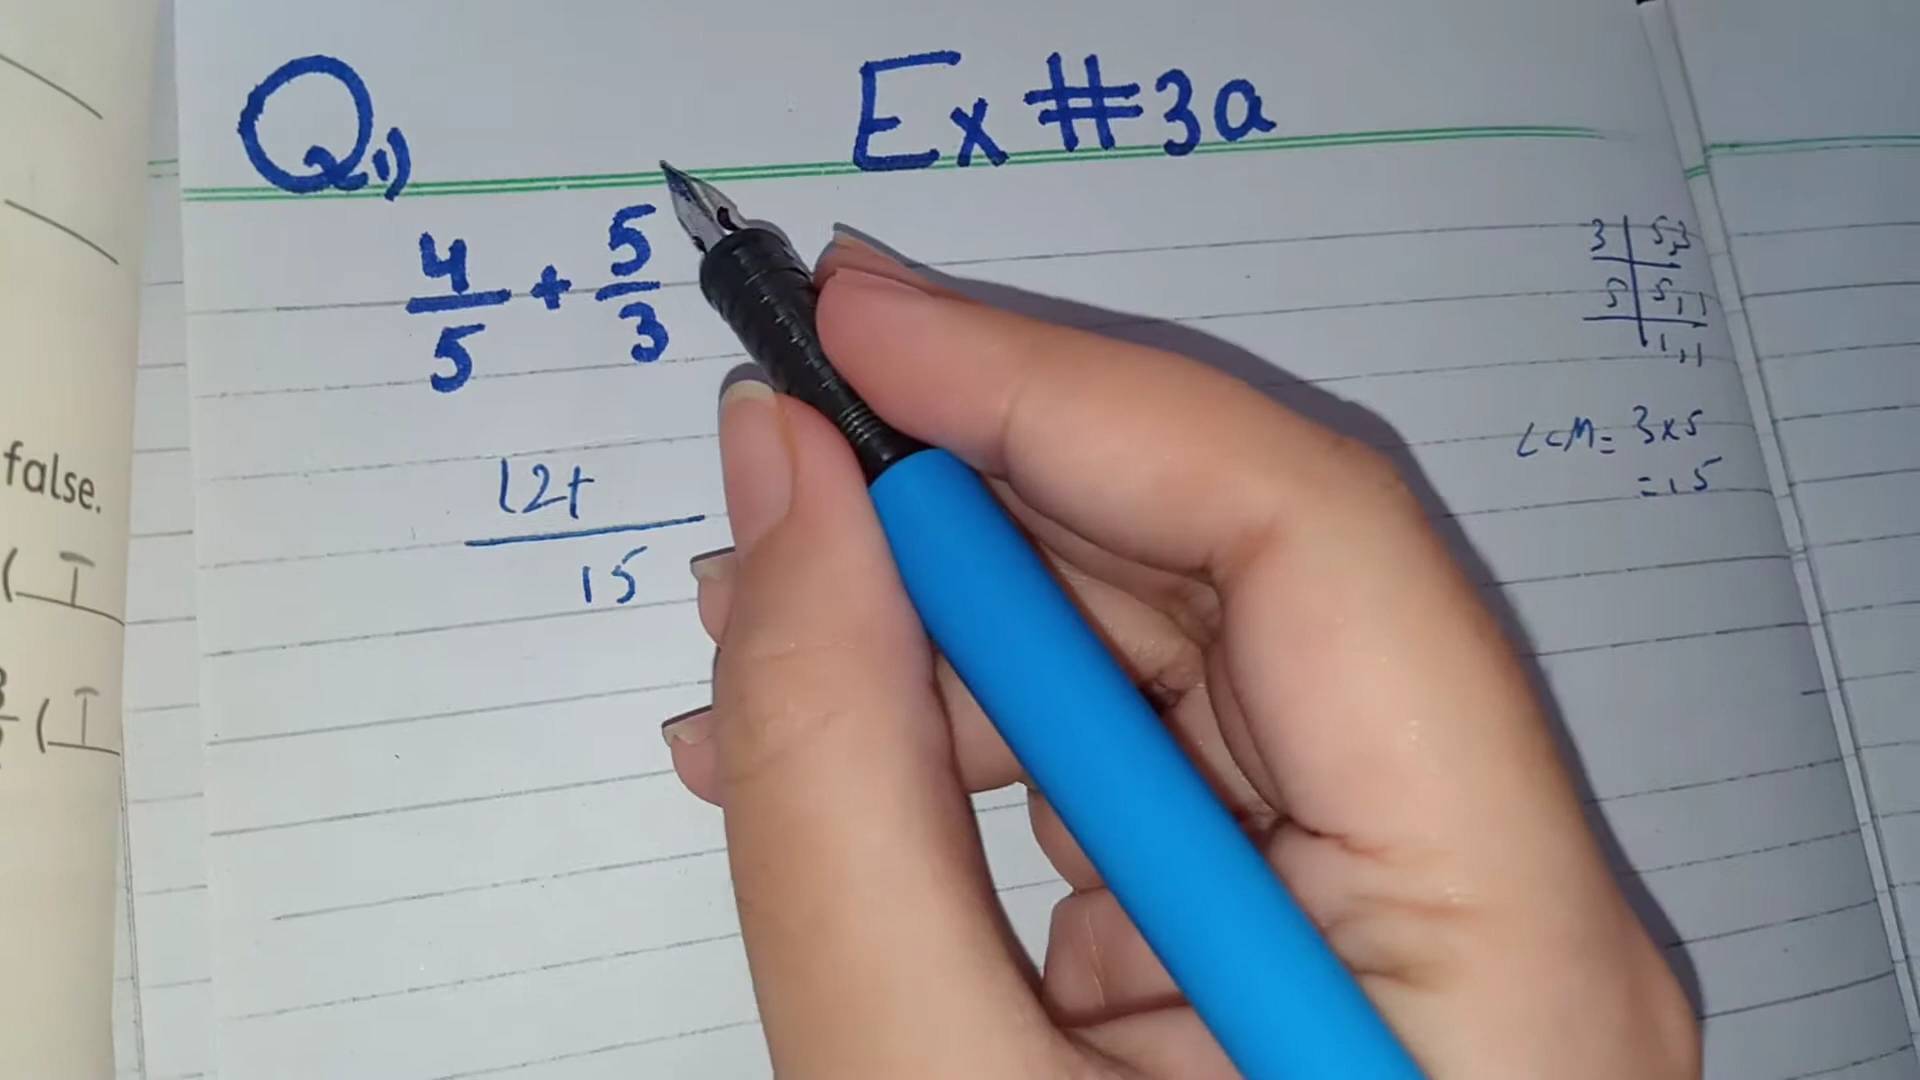 Q1) Ex #3a
4/5 + 5/3
3 | 5,3
5 | 5,1
1,1
LCM = 3x5
= 15
12+
15
false.
( T
( T